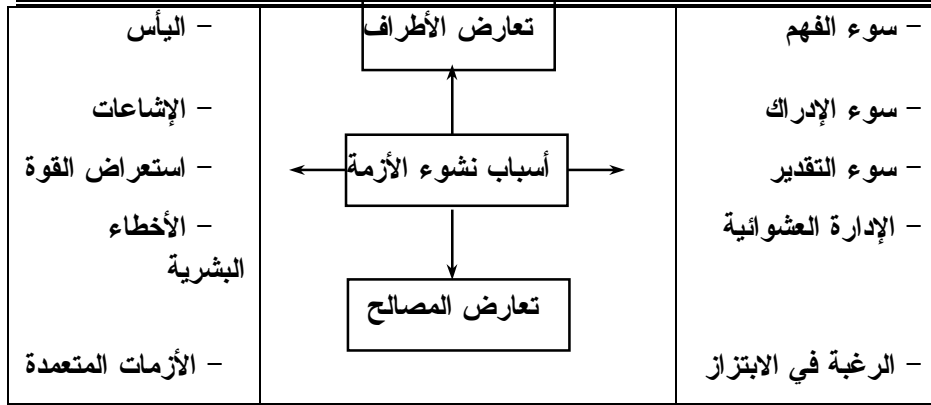 - سوء الفهم
- سوء الإدراك
- سوء التقدير
- الإدارة العشوائية
- الرغبة في الابتزاز
تعارض الأطراف
أسباب نشوء الأزمة
تعارض المصالح
- اليأس
- الإشاعات
- استعراض القوة
- الأخطاء
البشرية
- الأزمات المتعمدة